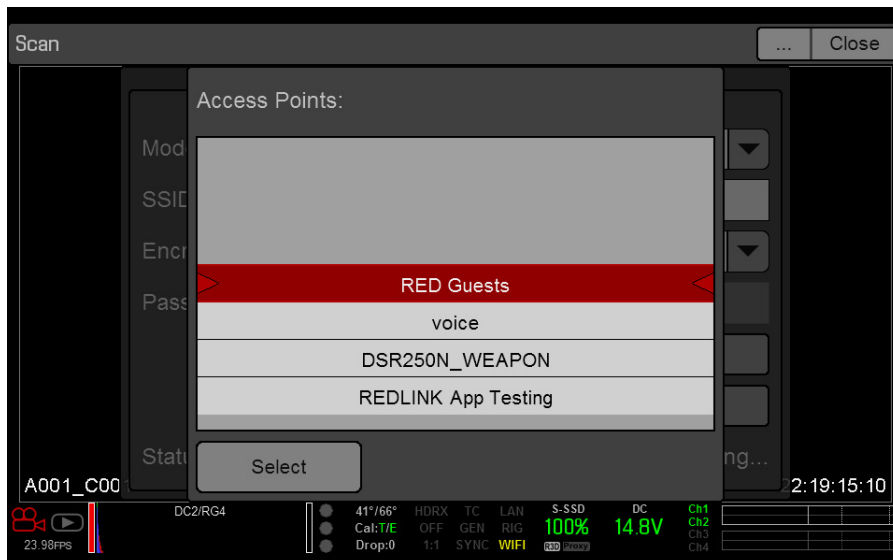 Scan
...
Close
Access Points:
Mod
SSID
Encr
Pass
RED Guests
voice
DSR250N_WEAPON
REDLINK App Testing
Select
Statu
ng...
A001_C00
2:19:15:10
23.98FPS
DC2/RG4
41°/66° HDRX TC LAN S-SSD DC Ch1
Cal:T/E OFF GEN RIG 100% 14.8V Ch2
Drop:0 1:1 SYNC WIFI R3D Proxy Ch3
Ch4